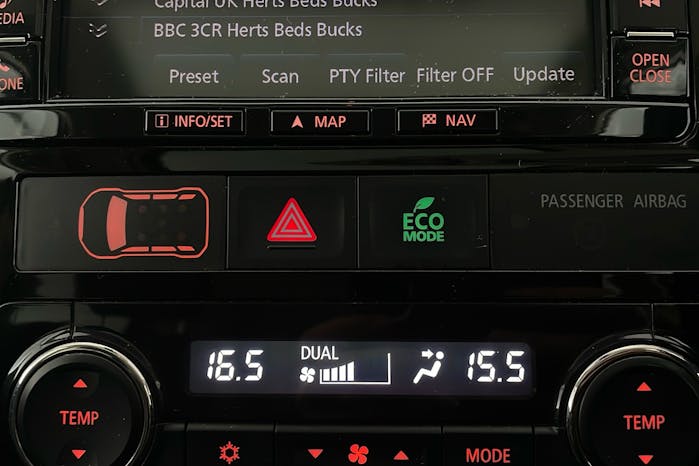 EDIA
Capital UK Herts Beds Bucks
BBC 3CR Herts Beds Bucks
ONE
Preset Scan PTY Filter Filter OFF Update
OPEN
CLOSE
INFO/SET MAP NAV
ECO
MODE
PASSENGER AIRBAG
16.5 DUAL 15.5
TEMP
TEMP
MODE